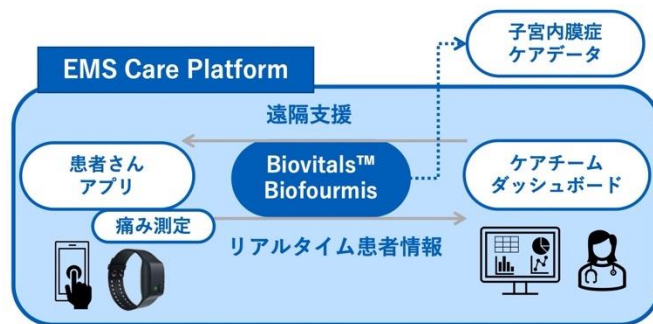 子宮内膜症
ケアデータ
EMS Care Platform
遠隔支援
患者さん
アプリ
Biovitals™
Biofourmis
ケアチーム
ダッシュボード
痛み測定
リアルタイム患者情報